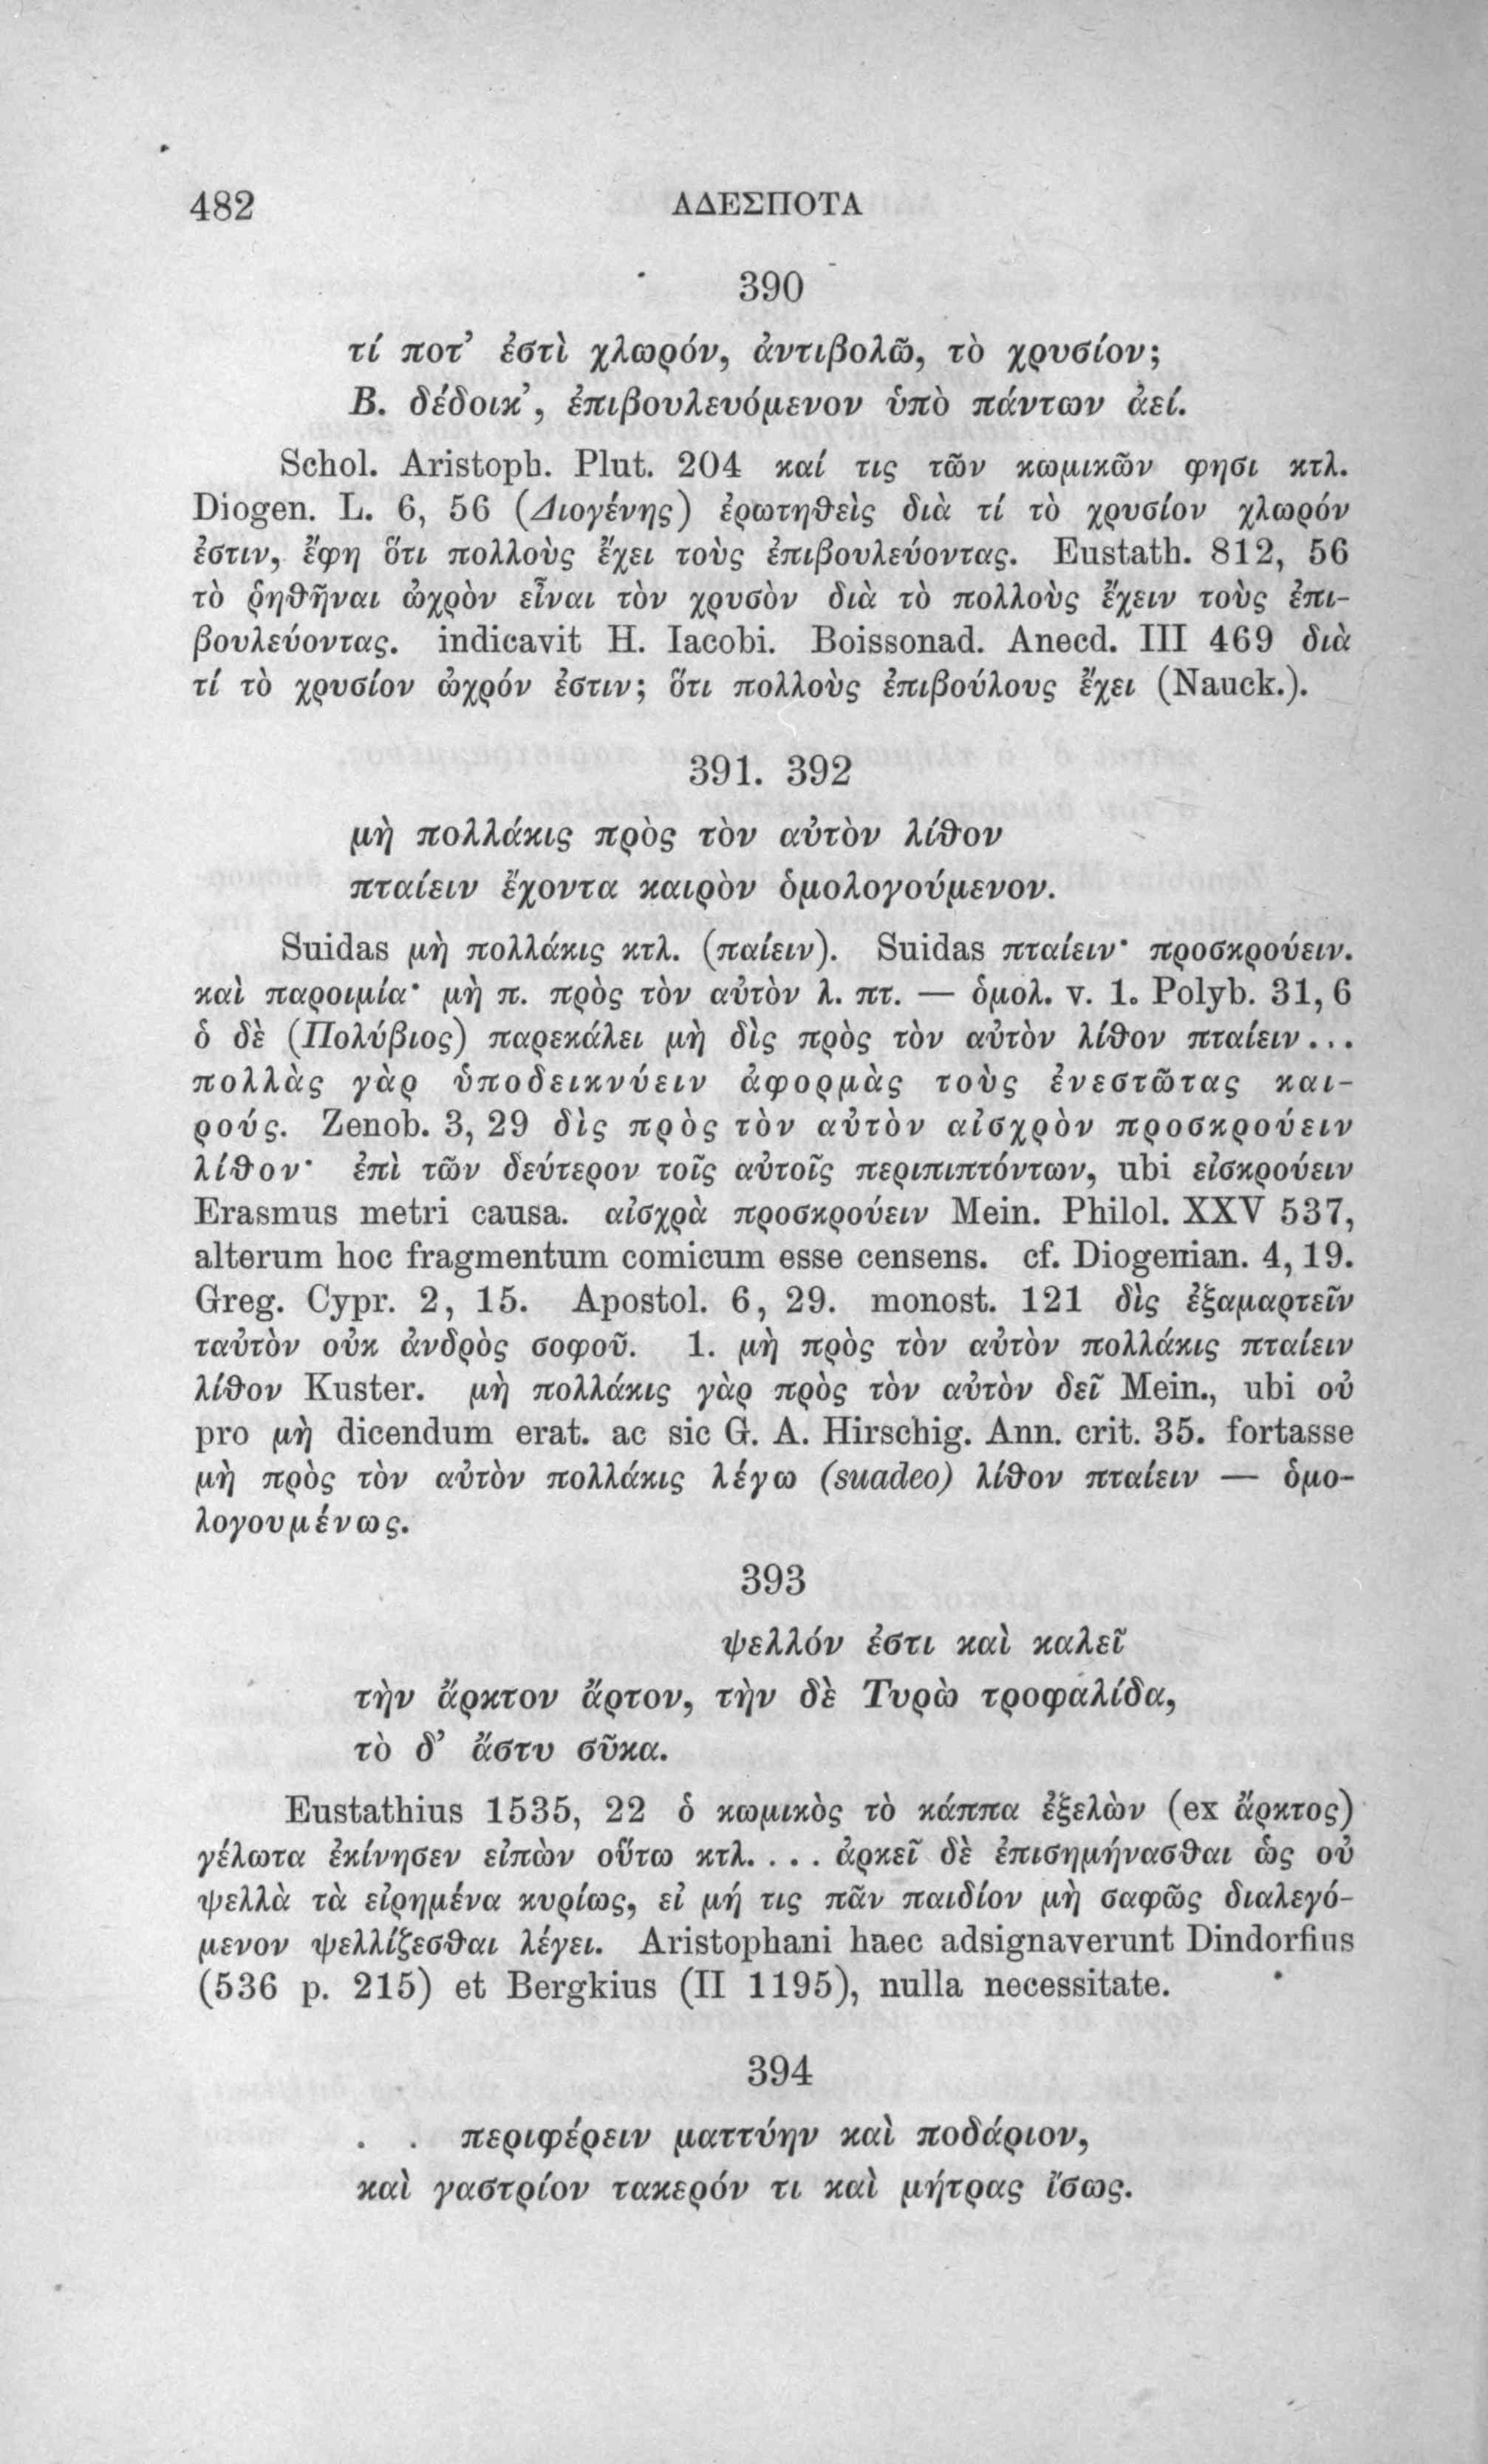 482 ΑΔΕΣΠΟΤΑ
390
τί ποτ’ ἐστὶ χλωρόν, ἀντιβολῶ, τὸ χρυσίον;
Β. δέδοικ’, ἐπιβουλευόμενον ὑπὸ πάντων ἀεί.
Schol. Aristoph. Plut. 204 καί τις τῶν κωμικῶν φησι κτλ.
Diogen. L. 6, 56 (Διογένης) ἐρωτηθεὶς διὰ τί τὸ χρυσίον χλωρόν
ἐστιν, ἔφη ὅτι πολλοὺς ἔχει τοὺς ἐπιβουλεύοντας. Eustath. 812, 56
τὸ ῥηθῆναι ὠχρὸν εἶναι τὸν χρυσὸν διὰ τὸ πολλοὺς ἔχειν τοὺς ἐπι-
βουλεύοντας. indicavit H. Iacobi. Boissonad. Anecd. III 469 διὰ
τί τὸ χρυσίον ὠχρόν ἐστιν; ὅτι πολλοὺς ἐπιβούλους ἔχει (Nauck.).
391. 392
μὴ πολλάκις πρὸς τὸν αὐτὸν λίθον
πταίειν ἔχοντα καιρὸν ὁμολογούμενον.
Suidas μὴ πολλάκις κτλ. (παίειν). Suidas πταίειν· προσκρούειν.
καὶ παροιμία· μὴ π. πρὸς τὸν αὐτὸν λ. πτ. — ὁμολ. v. 1. Polyb. 31, 6
ὁ δὲ (Πολύβιος) παρεκάλει μὴ δὶς πρὸς τὸν αὐτὸν λίθον πταίειν ...
πολλὰς γὰρ ὑποδεικνύειν ἀφορμὰς τοὺς ἐνεστῶτας και-
ρούς. Zenob. 3, 29 δὶς πρὸς τὸν αὐτὸν αἰσχρὸν προσκρούειν
λίθον· ἐπὶ τῶν δεύτερον τοῖς αὐτοῖς περιπιπτόντων, ubi εἰσκρούειν
Erasmus metri causa. αἰσχρὰ προσκρούειν Mein. Philol. XXV 537,
alterum hoc fragmentum comicum esse censens. cf. Diogenian. 4, 19.
Greg. Cypr. 2, 15. Apostol. 6, 29. monost. 121 δὶς ἐξαμαρτεῖν
ταὐτὸν οὐκ ἀνδρὸς σοφοῦ. 1. μὴ πρὸς τὸν αὐτὸν πολλάκις πταίειν
λίθον Kuster. μὴ πολλάκις γὰρ πρὸς τὸν αὐτὸν δεῖ Mein., ubi οὐ
pro μὴ dicendum erat. ac sic G. A. Hirschig. Ann. crit. 35. fortasse
μὴ πρὸς τὸν αὐτὸν πολλάκις λέγω (suadeo) λίθον πταίειν — ὁμο-
λογουμένως.
393
ψελλόν ἐστι καὶ καλεῖ
τὴν ἄρκτον ἄρτον, τὴν δὲ Τυρὼ τροφαλίδα,
τὸ δ’ ἄστυ σῦκα.
Eustathius 1535, 22 ὁ κωμικὸς τὸ κάππα ἐξελὼν (ex ἄρκτος)
γέλωτα ἐκίνησεν εἰπὼν οὕτω κτλ. ... ἀρκεῖ δὲ ἐπισημήνασθαι ὡς οὐ
ψελλὰ τὰ εἰρημένα κυρίως, εἰ μή τις πᾶν παιδίον μὴ σαφῶς διαλεγό-
μενον ψελλίζεσθαι λέγει. Aristophani haec adsignaverunt Dindorfius
(536 p. 215) et Bergkius (II 1195), nulla necessitate.
394
. . περιφέρειν ματτύην καὶ ποδάριον,
καὶ γαστρίον τακερόν τι καὶ μήτρας ἴσως.